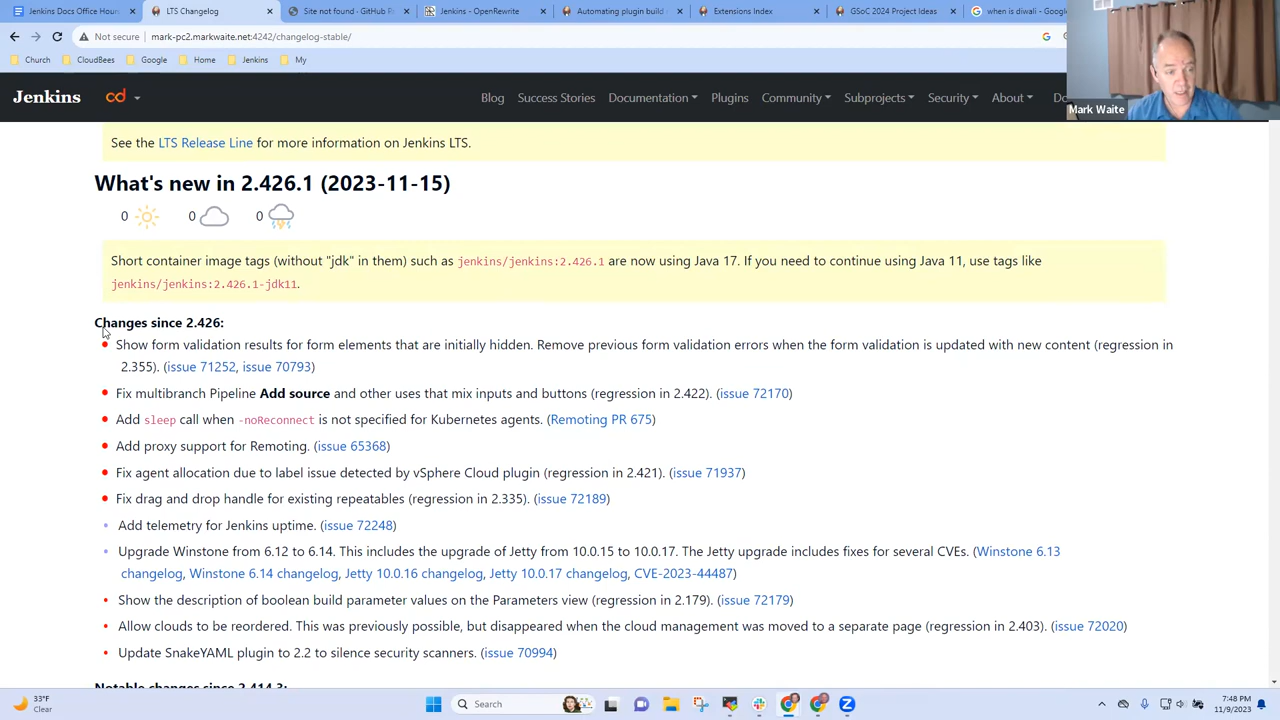 Jenkins Docs Office Hours
LTS Changelog
Site not found · GitHub P
Jenkins - OpenRewrite
Automating plugin build
Extensions Index
GSoC 2024 Project Ideas
when is diwali - Google
Not secure
mark-pc2.markwaite.net:4242/changelog-stable/
Church
CloudBees
Google
Home
Jenkins
My
Jenkins
cd
Blog
Success Stories
Documentation
Plugins
Community
Subprojects
Security
About
Do
Mark Waite
See the LTS Release Line for more information on Jenkins LTS.
What's new in 2.426.1 (2023-11-15)
0 0 0
Short container image tags (without "jdk" in them) such as jenkins/jenkins:2.426.1 are now using Java 17. If you need to continue using Java 11, use tags like
jenkins/jenkins:2.426.1-jdk11.
Changes since 2.426:
Show form validation results for form elements that are initially hidden. Remove previous form validation errors when the form validation is updated with new content (regression in
2.355). (issue 71252, issue 70793)
Fix multibranch Pipeline Add source and other uses that mix inputs and buttons (regression in 2.422). (issue 72170)
Add sleep call when -noReconnect is not specified for Kubernetes agents. (Remoting PR 675)
Add proxy support for Remoting. (issue 65368)
Fix agent allocation due to label issue detected by vSphere Cloud plugin (regression in 2.421). (issue 71937)
Fix drag and drop handle for existing repeatables (regression in 2.335). (issue 72189)
Add telemetry for Jenkins uptime. (issue 72248)
Upgrade Winstone from 6.12 to 6.14. This includes the upgrade of Jetty from 10.0.15 to 10.0.17. The Jetty upgrade includes fixes for several CVEs. (Winstone 6.13
changelog, Winstone 6.14 changelog, Jetty 10.0.16 changelog, Jetty 10.0.17 changelog, CVE-2023-44487)
Show the description of boolean build parameter values on the Parameters view (regression in 2.179). (issue 72179)
Allow clouds to be reordered. This was previously possible, but disappeared when the cloud management was moved to a separate page (regression in 2.403). (issue 72020)
Update SnakeYAML plugin to 2.2 to silence security scanners. (issue 70994)
Notable changes since 2.414.3:
33°F
Clear
Search
7:48 PM
11/9/2023